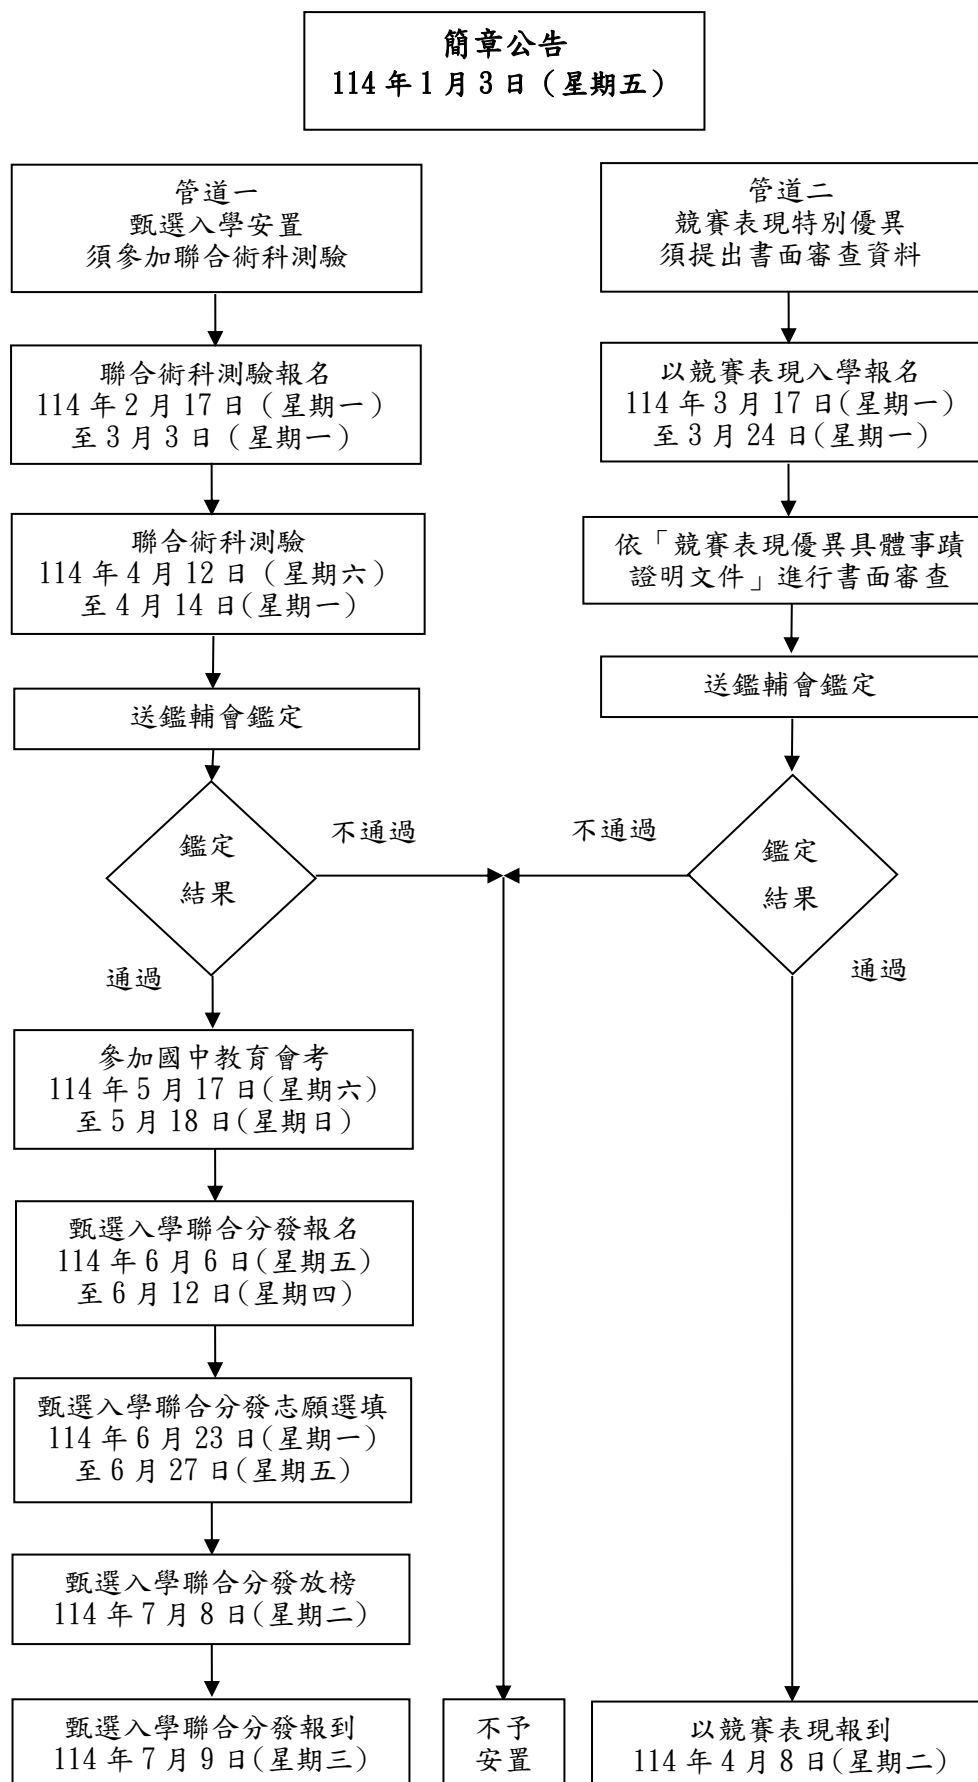 簡章公告
114 年 1 月 3 日（星期五）
管道一
甄選入學安置
須參加聯合術科測驗
聯合術科測驗報名
114 年 2 月 17 日（星期一）
至 3 月 3 日（星期一）
聯合術科測驗
114 年 4 月 12 日（星期六）
至 4 月 14 日(星期一)
送鑑輔會鑑定
鑑定
結果
不通過
通過
參加國中教育會考
114 年 5 月 17 日(星期六)
至 5 月 18 日(星期日)
甄選入學聯合分發報名
114 年 6 月 6 日(星期五)
至 6 月 12 日(星期四)
甄選入學聯合分發志願選填
114 年 6 月 23 日(星期一)
至 6 月 27 日(星期五)
甄選入學聯合分發放榜
114 年 7 月 8 日(星期二)
甄選入學聯合分發報到
114 年 7 月 9 日(星期三)
管道二
競賽表現特別優異
須提出書面審查資料
以競賽表現入學報名
114 年 3 月 17 日(星期一)
至 3 月 24 日(星期一)
依「競賽表現優異具體事蹟
證明文件」進行書面審查
送鑑輔會鑑定
鑑定
結果
不通過
通過
不予
安置
以競賽表現報到
114 年 4 月 8 日(星期二)